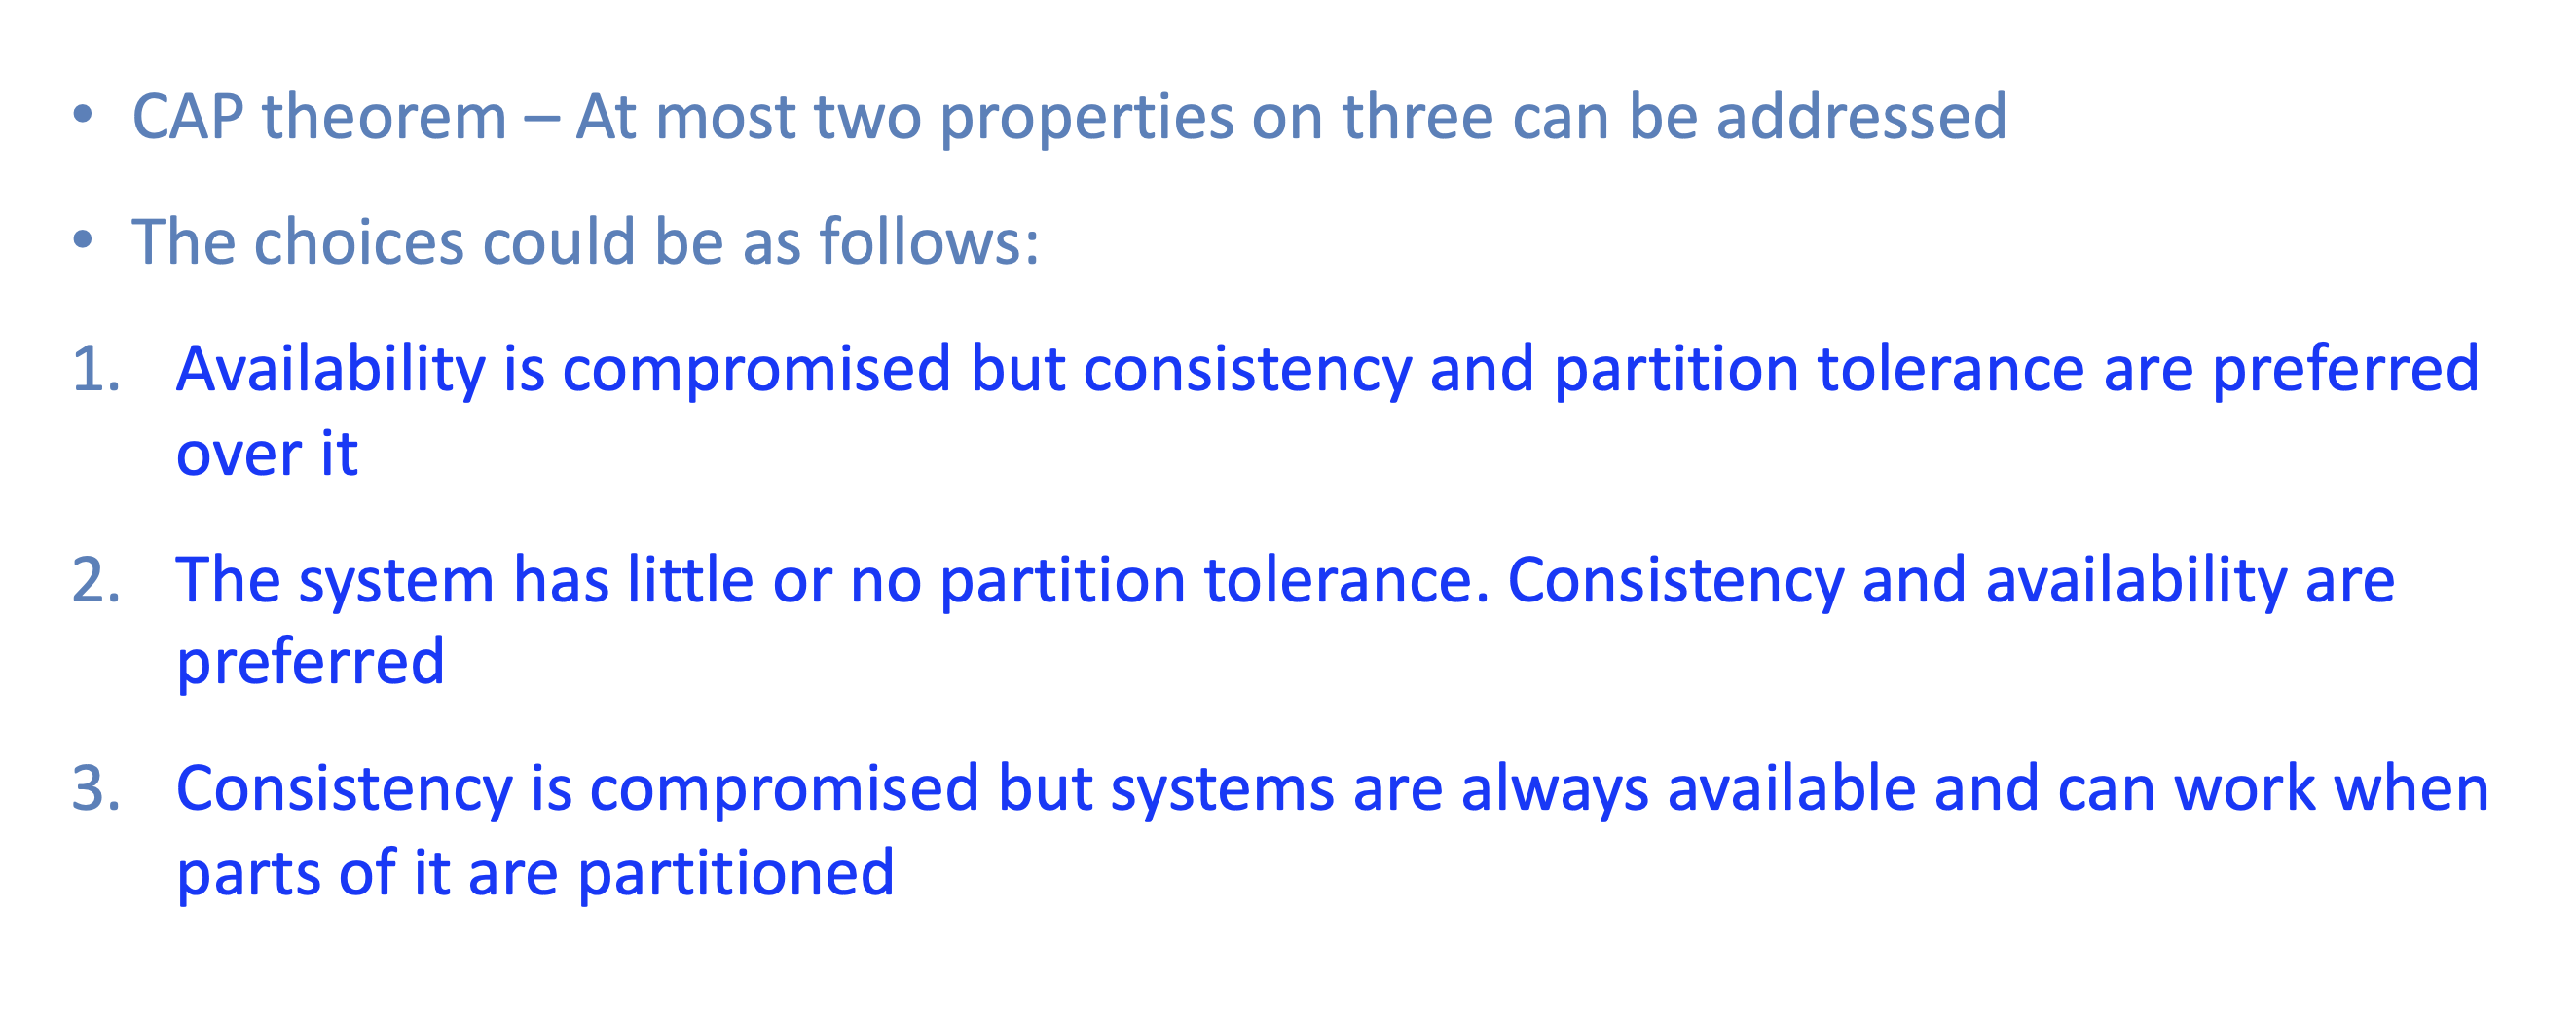 • CAP theorem – At most two properties on three can be addressed
• The choices could be as follows:
1. Availability is compromised but consistency and partition tolerance are preferred
over it
2. The system has little or no partition tolerance. Consistency and availability are
preferred
3. Consistency is compromised but systems are always available and can work when
parts of it are partitioned